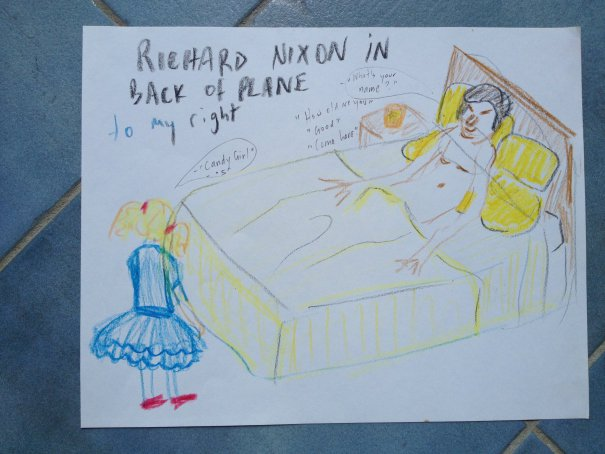 RICHARD NIXON IN
BACK OF PLANE
to my right
-"What's your
name?"
"How old are you"
"Good"
"Come here"
-"Candy Girl"
"5"